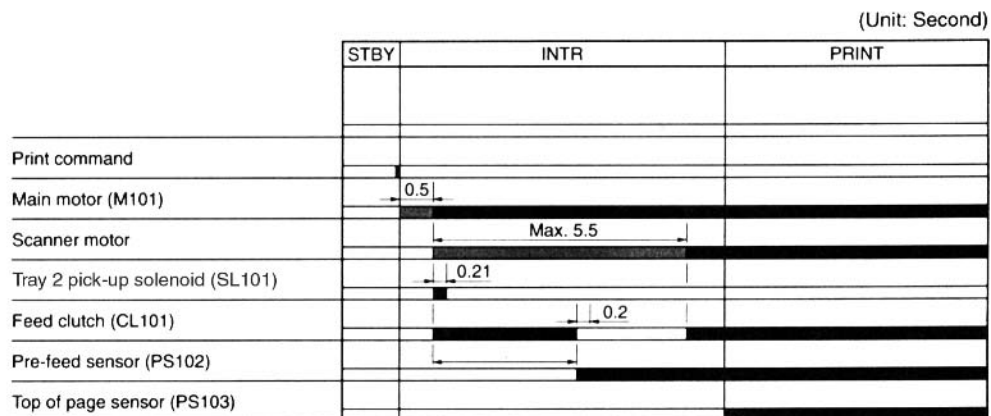 (Unit: Second)
STBY INTR PRINT
Print command
Main motor (M101) 0.5
Scanner motor Max. 5.5
Tray 2 pick-up solenoid (SL101) 0.21
Feed clutch (CL101) 0.2
Pre-feed sensor (PS102)
Top of page sensor (PS103)